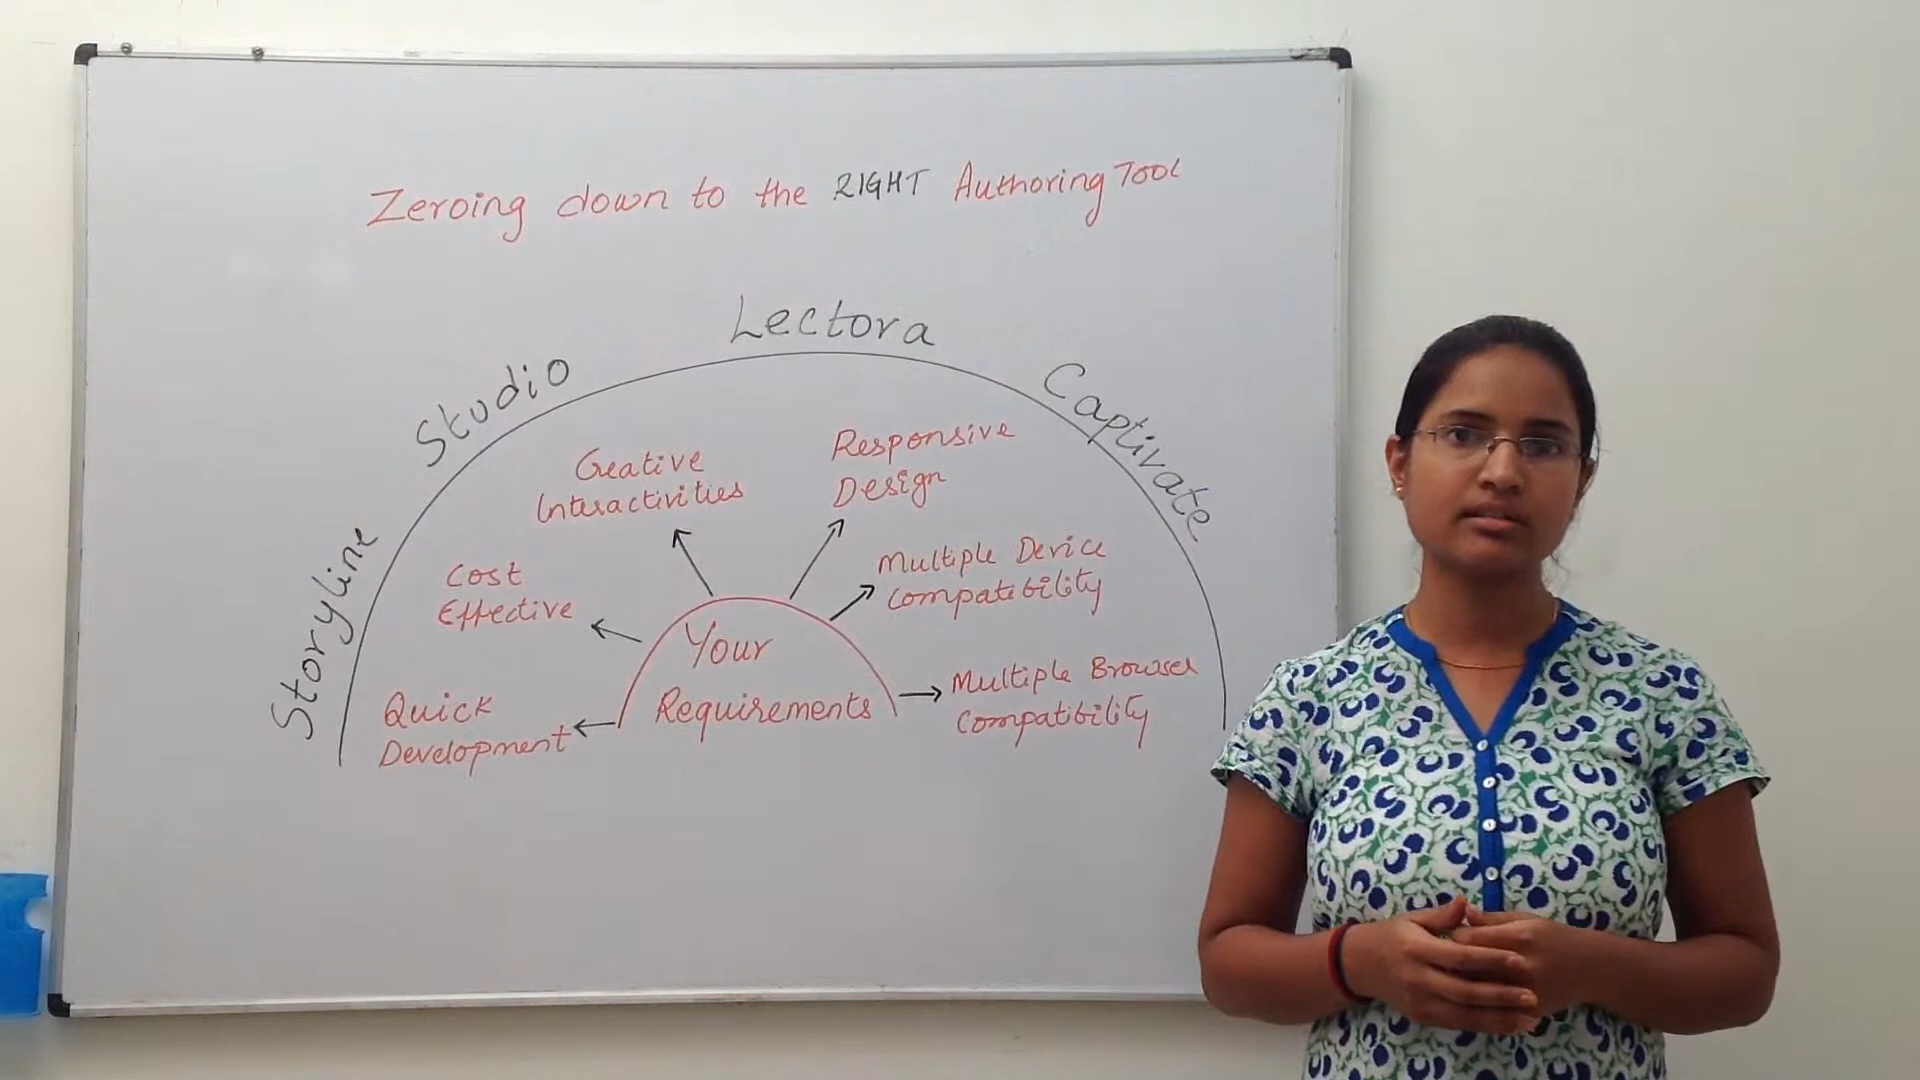 Zeroing down to the RIGHT Authoring Tool
Lectora
Studio
Captivate
Storyline
Creative
Interactivities
Responsive
Design
Cost
Effective
Multiple Device
Compatibility
Your
Requirements
Quick
Development
Multiple Browser
Compatibility